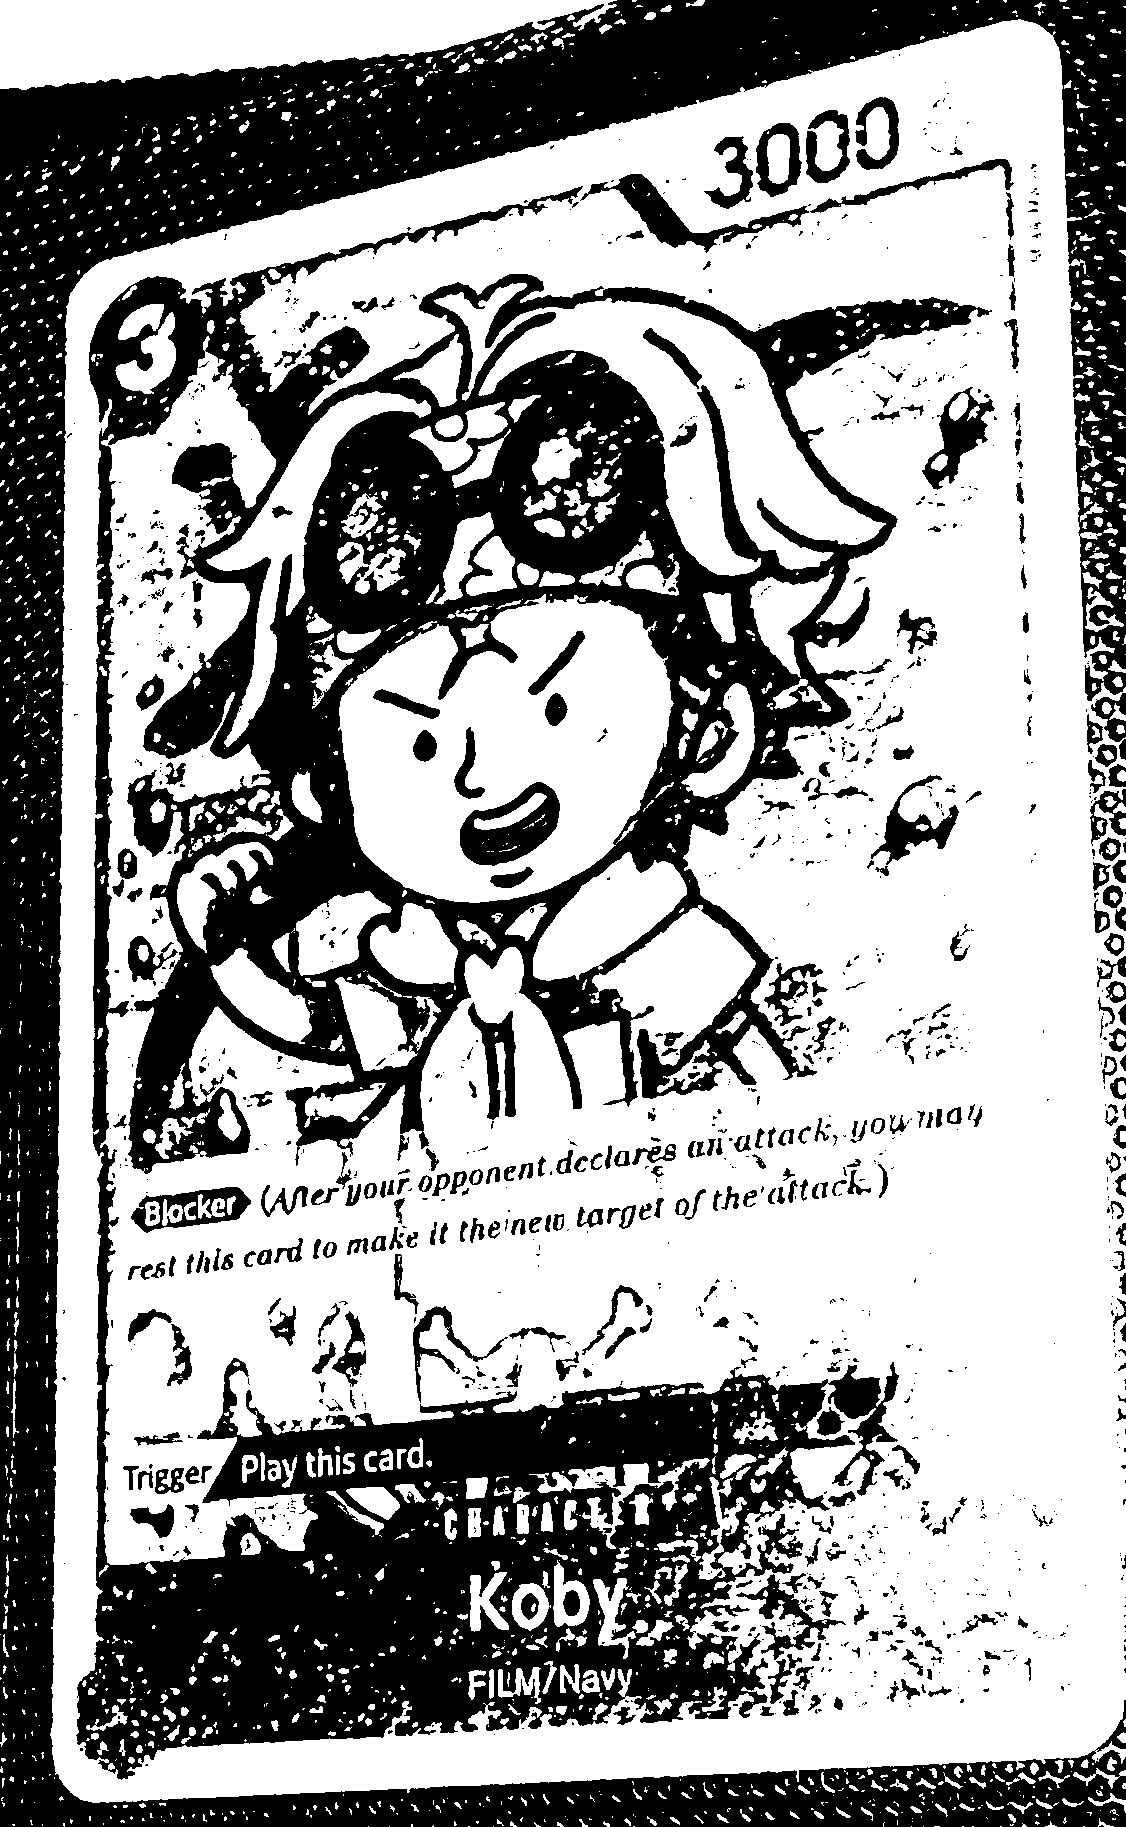 3000
3
Blocker (After your opponent declares an attack, you may
rest this card to make it the new target of the attack.)
Trigger Play this card.
CHARACTER
Koby
FILM/Navy
1